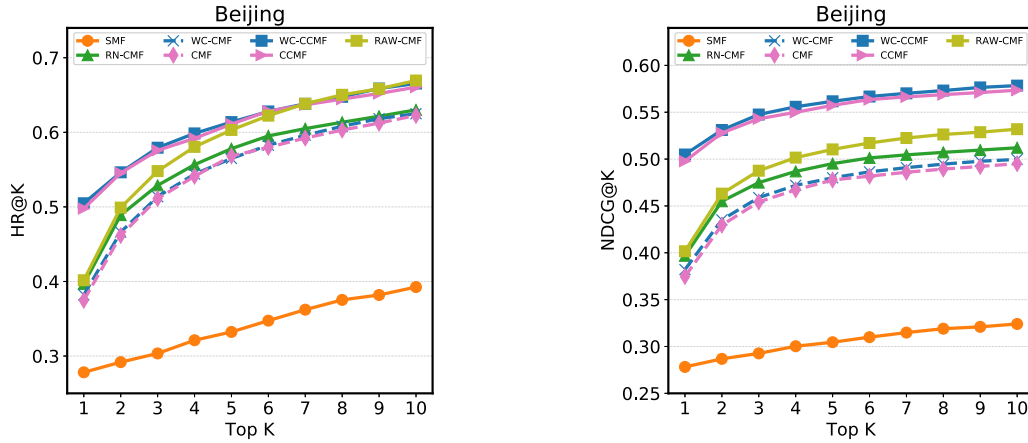 Beijing
SMF WC-CMF WC-CCMF RAW-CMF
RN-CMF CMF CCMF
HR@K
0.7
0.6
0.5
0.4
0.3
1 2 3 4 5 6 7 8 9 10
Top K
Beijing
SMF WC-CMF WC-CCMF RAW-CMF
RN-CMF CMF CCMF
NDCG@K
0.60
0.55
0.50
0.45
0.40
0.35
0.30
0.25
1 2 3 4 5 6 7 8 9 10
Top K